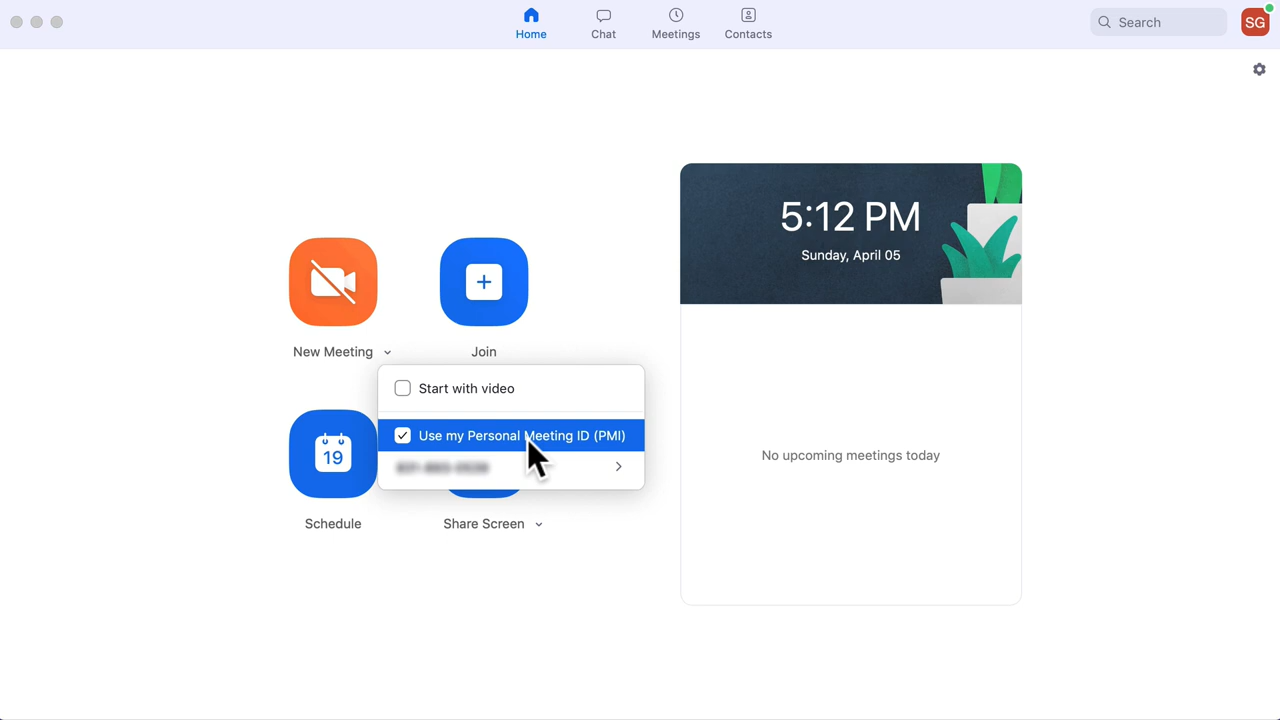 Home
Chat
Meetings
Contacts
Search
SG
5:12 PM
Sunday, April 05
New Meeting
Join
Start with video
Use my Personal Meeting ID (PMI)
19
No upcoming meetings today
Schedule
Share Screen